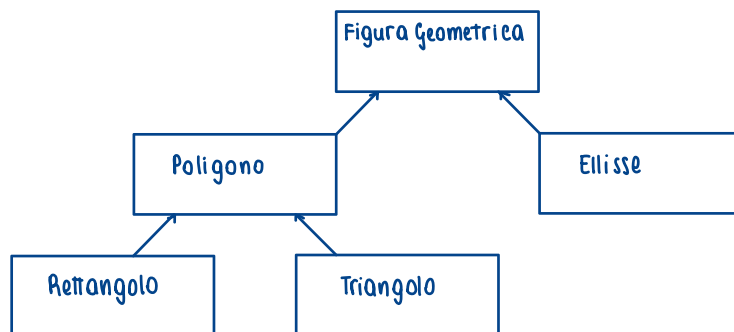 Figura Geometrica
Poligono
Ellisse
Rettangolo
Triangolo